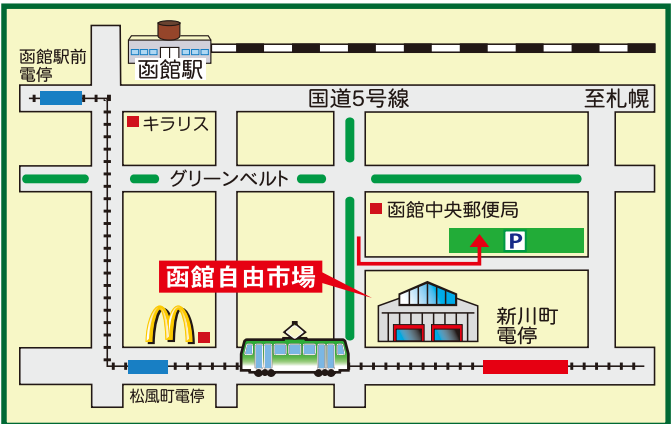 函館駅前
電停
函館駅
国道5号線
至札幌
キラリス
グリーンベルト
函館中央郵便局
P
函館自由市場
新川町
電停
松風町電停